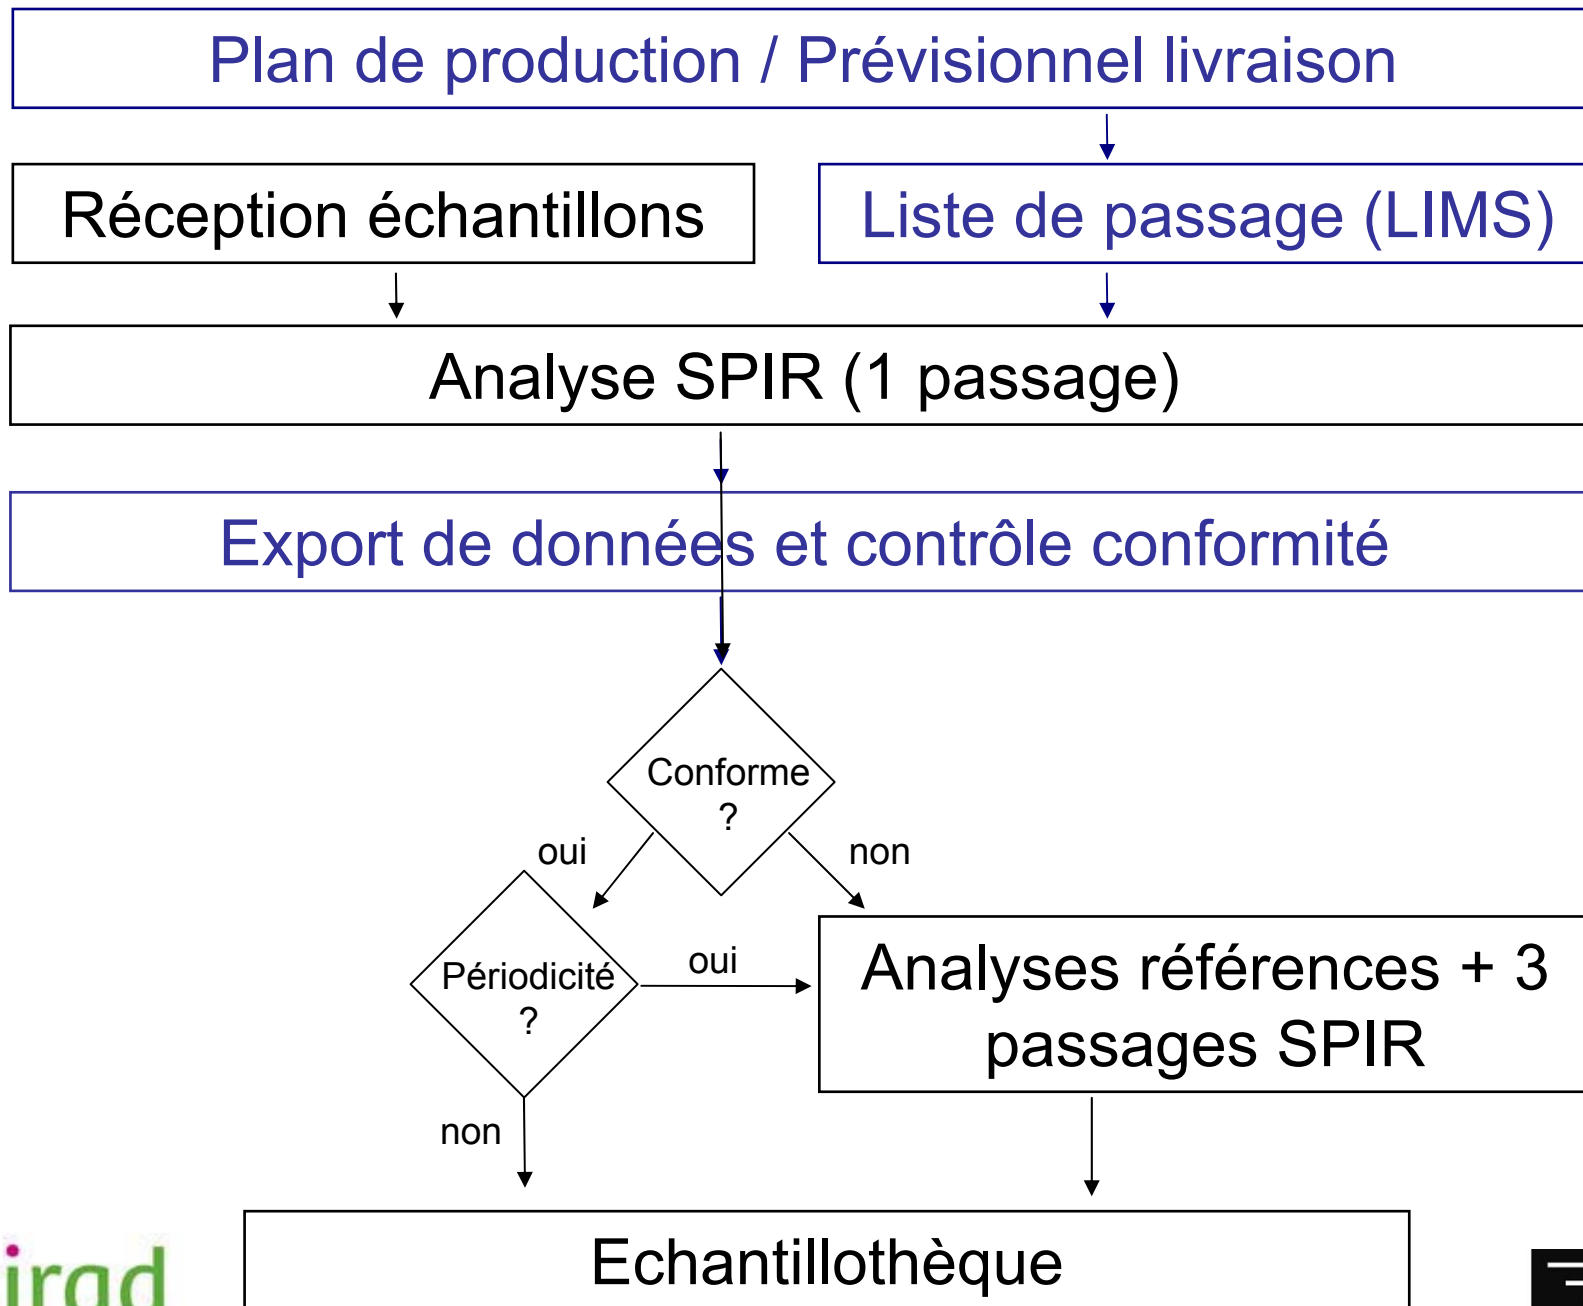 Plan de production / Prévisionnel livraison
Réception échantillons
Liste de passage (LIMS)
Analyse SPIR (1 passage)
Export de données et contrôle conformité
Conforme
?
oui
non
Périodicité
?
oui
Analyses références + 3
passages SPIR
non
Echantillothèque
irad